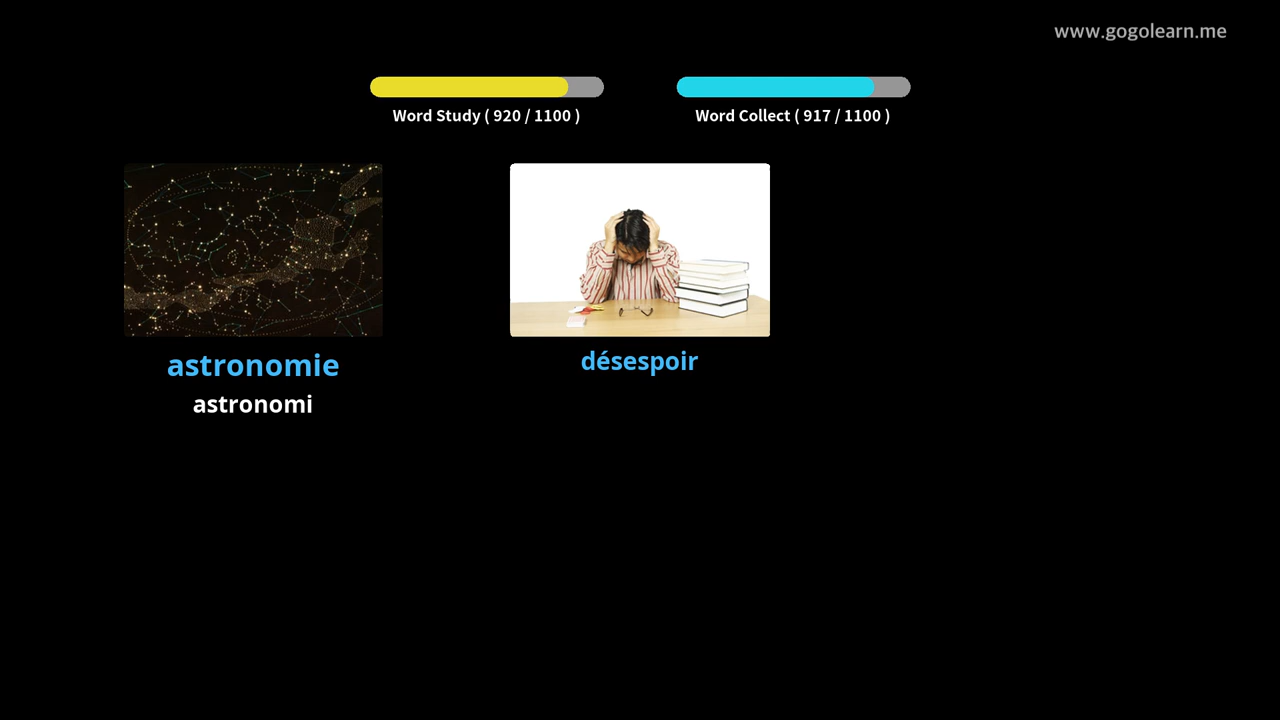 www.gogolearn.me
Word Study ( 920 / 1100 )
Word Collect ( 917 / 1100 )
astronomie
astronomi
désespoir